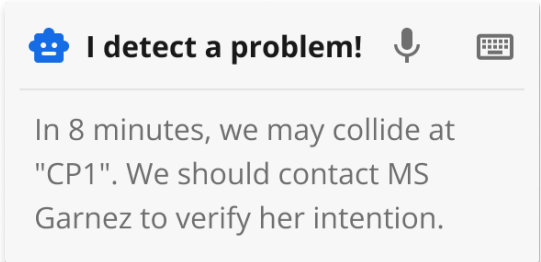 I detect a problem!
In 8 minutes, we may collide at
"CP1". We should contact MS
Garnez to verify her intention.